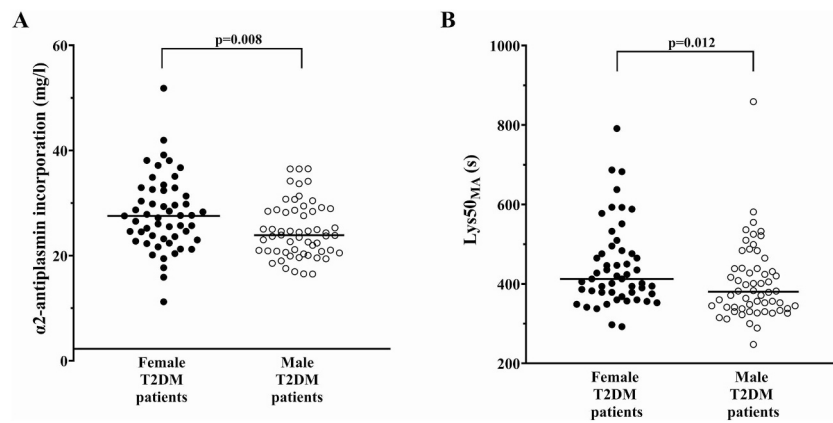 A
p=0.008
α2-antiplasmin incorporation (mg/l)
60
40
20
0
Female
T2DM
patients
Male
T2DM
patients
B
p=0.012
Lys50MA (s)
1000
800
600
400
200
Female
T2DM
patients
Male
T2DM
patients